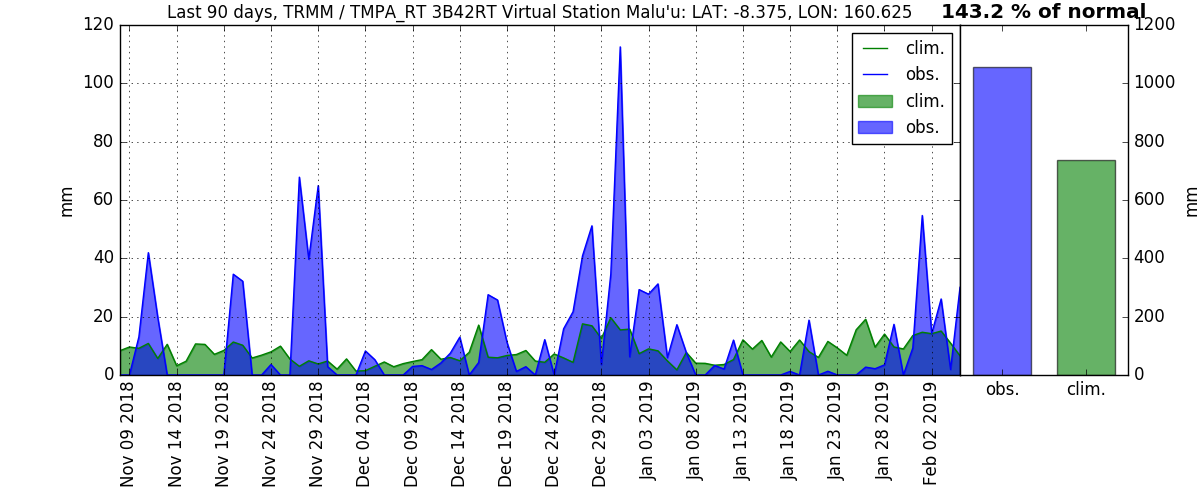 Last 90 days, TRMM / TMPA_RT 3B42RT Virtual Station Malu'u: LAT: -8.375, LON: 160.625
143.2 % of normal
120
100
80
60
40
20
0
mm
clim.
obs.
clim.
obs.
1200
1000
800
600
400
200
0
mm
Nov 09 2018
Nov 14 2018
Nov 19 2018
Nov 24 2018
Nov 29 2018
Dec 04 2018
Dec 09 2018
Dec 14 2018
Dec 19 2018
Dec 24 2018
Dec 29 2018
Jan 03 2019
Jan 08 2019
Jan 13 2019
Jan 18 2019
Jan 23 2019
Jan 28 2019
Feb 02 2019
obs.
clim.